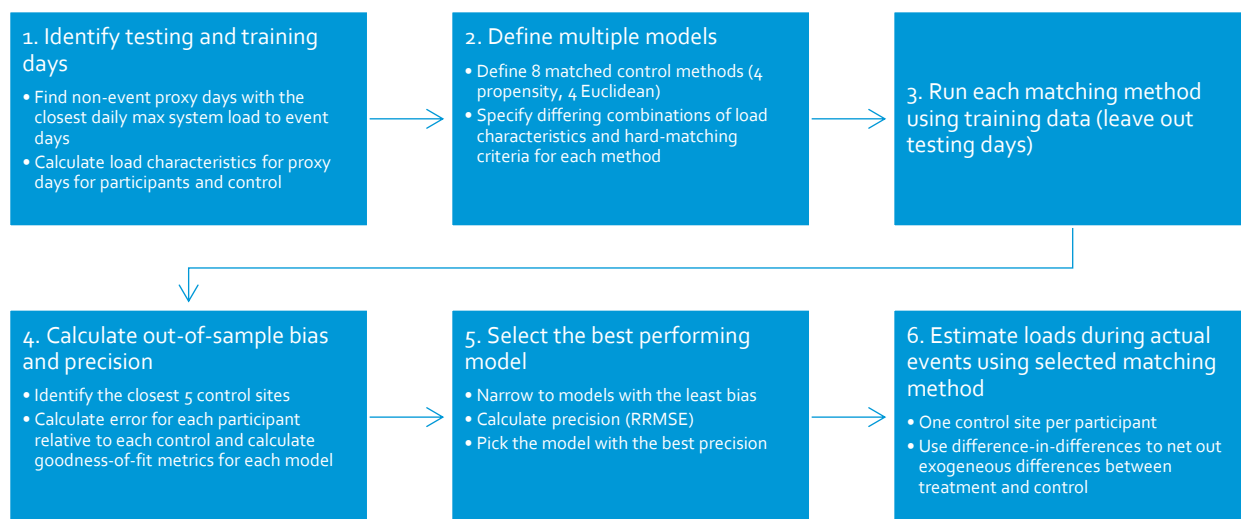 1. Identify testing and training
days
• Find non-event proxy days with the
closest daily max system load to event
days
• Calculate load characteristics for proxy
days for participants and control
2. Define multiple models
• Define 8 matched control methods (4
propensity, 4 Euclidean)
• Specify differing combinations of load
characteristics and hard-matching
criteria for each method
3. Run each matching method
using training data (leave out
testing days)
4. Calculate out-of-sample bias
and precision
• Identify the closest 5 control sites
• Calculate error for each participant
relative to each control and calculate
goodness-of-fit metrics for each model
5. Select the best performing
model
• Narrow to models with the least bias
• Calculate precision (RRMSE)
• Pick the model with the best precision
6. Estimate loads during actual
events using selected matching
method
• One control site per participant
• Use difference-in-differences to net out
exogeneous differences between
treatment and control